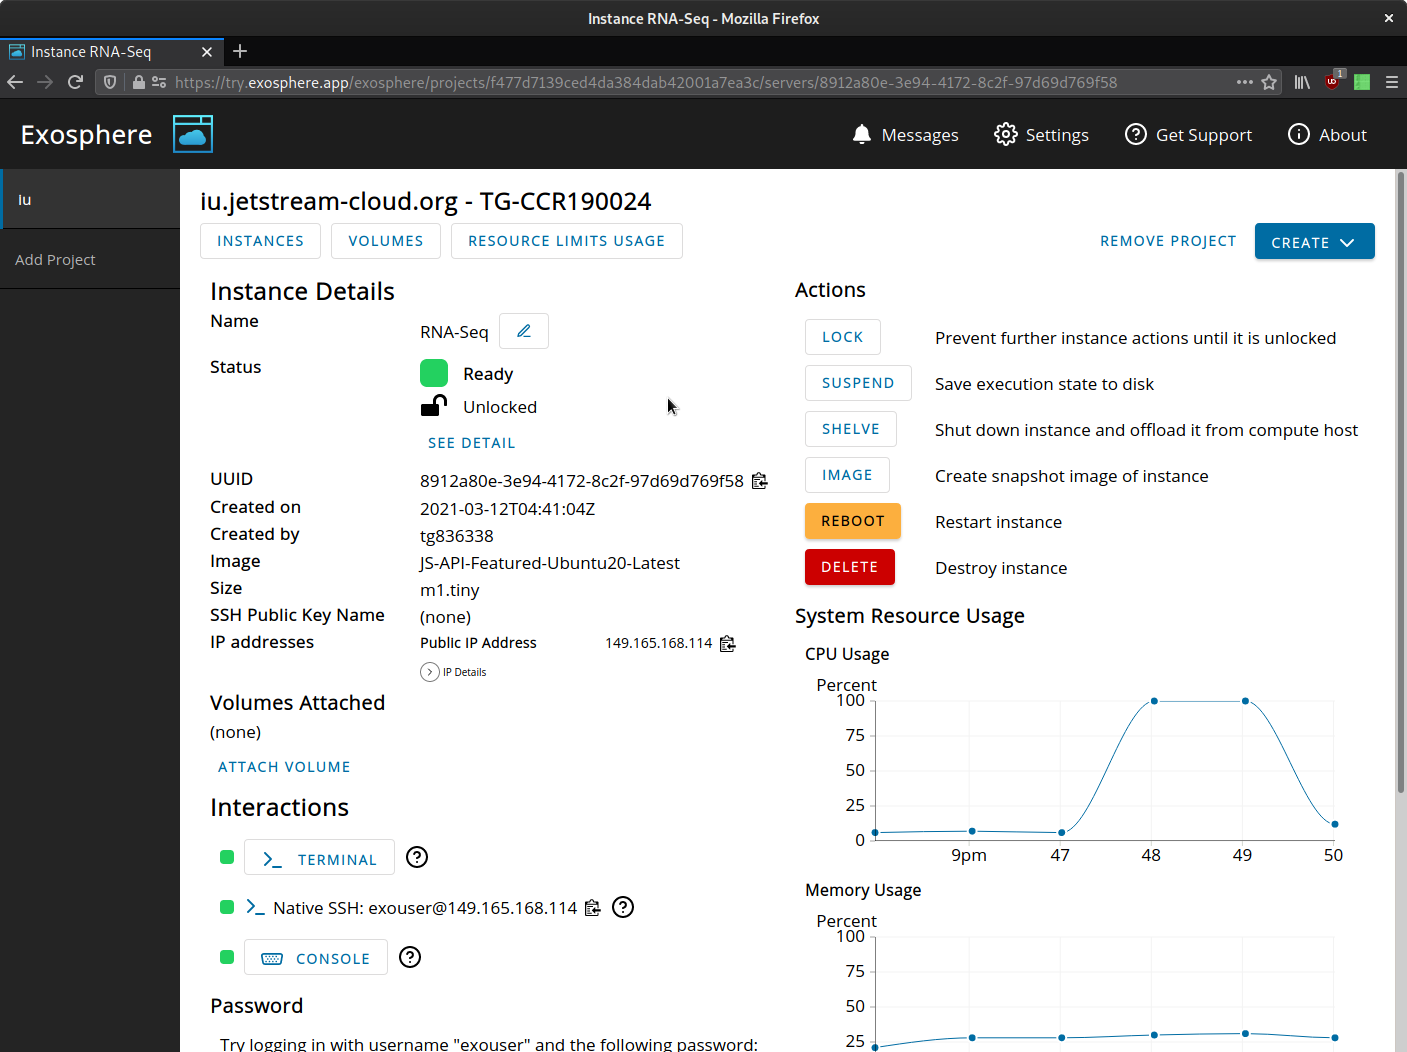 Instance RNA-Seq - Mozilla Firefox
Instance RNA-Seq
https://try.exosphere.app/exosphere/projects/f477d7139ced4da384dab42001a7ea3c/servers/8912a80e-3e94-4172-8c2f-97d69d769f58
1
Exosphere
Messages
Settings
Get Support
About
Iu
Add Project
iu.jetstream-cloud.org - TG-CCR190024
INSTANCES
VOLUMES
RESOURCE LIMITS USAGE
REMOVE PROJECT
CREATE
Instance Details
Name
RNA-Seq
Status
Ready
Unlocked
SEE DETAIL
UUID
8912a80e-3e94-4172-8c2f-97d69d769f58
Created on
2021-03-12T04:41:04Z
Created by
tg836338
Image
JS-API-Featured-Ubuntu20-Latest
Size
m1.tiny
SSH Public Key Name
(none)
IP addresses
Public IP Address
149.165.168.114
IP Details
Volumes Attached
(none)
ATTACH VOLUME
Interactions
TERMINAL
Native SSH: exouser@149.165.168.114
CONSOLE
Password
Try logging in with username "exouser" and the following password:
Actions
LOCK
Prevent further instance actions until it is unlocked
SUSPEND
Save execution state to disk
SHELVE
Shut down instance and offload it from compute host
IMAGE
Create snapshot image of instance
REBOOT
Restart instance
DELETE
Destroy instance
System Resource Usage
CPU Usage
Percent
100
75
50
25
0
9pm
47
48
49
50
Memory Usage
Percent
100
75
50
25